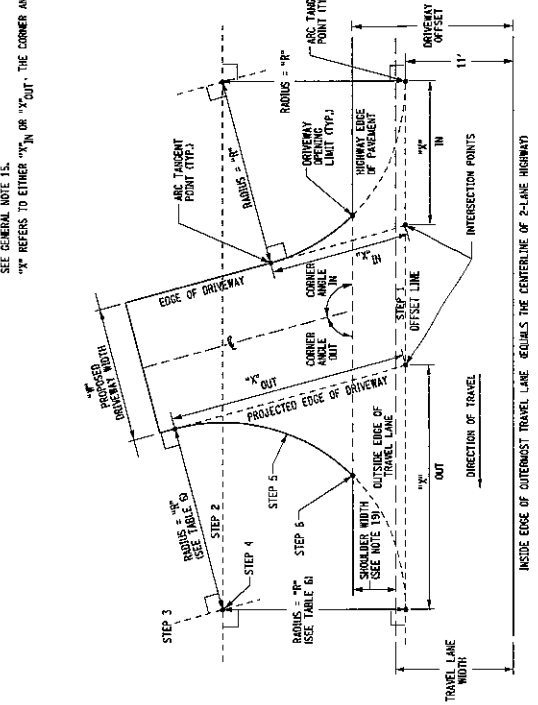 SEE GENERAL NOTE 15.
"X" REFERS TO EITHER "X"IN OR "X"OUT. THE CORNER
"W"
PROPOSED
DRIVEWAY WIDTH
EDGE OF DRIVEWAY
ARC TANGENT
POINT (TYP.)
RADIUS = "R"
RADIUS = "R"
DRIVEWAY
OPENING
LIMIT (TYP.)
HIGHWAY EDGE
OF PAVEMENT
DRIVEWAY
OFFSET
11'
"X"
IN
"X"IN
CORNER
ANGLE
IN
CORNER
ANGLE
OUT
STEP 1
OFFSET LINE
INTERSECTION POINTS
"X"OUT
PROJECTED EDGE OF DRIVEWAY
RADIUS = "R"
(SEE TABLE 6)
STEP 2
STEP 3
STEP 4
STEP 5
STEP 6
SHOULDER WIDTH
(SEE NOTE 19)
OUTSIDE EDGE OF
TRAVEL LANE
RADIUS = "R"
(SEE TABLE 6)
"X"
OUT
DIRECTION OF TRAVEL
TRAVEL LANE
WIDTH
INSIDE EDGE OF OUTERMOST TRAVEL LANE (EQUALS THE CENTERLINE OF 2-LANE HIGHWAY)